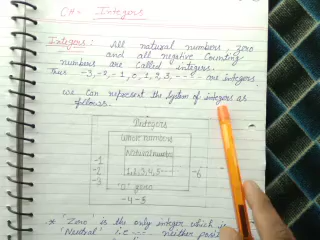 CH- Integers
Integers : All natural numbers, zero
and all negative counting
numbers are called integers.
Thus -3, -2, -1, 0, 1, 2, 3, --- are integers.
we can represent the system of integers as
follows.
Integers
Whole numbers
Natural numbers
1, 2, 3, 4, 5--
'0' zero
-1
-2
-3
-4 -5
-6
* 'Zero' is the only integer which is
'Neutral' i.e --- neither